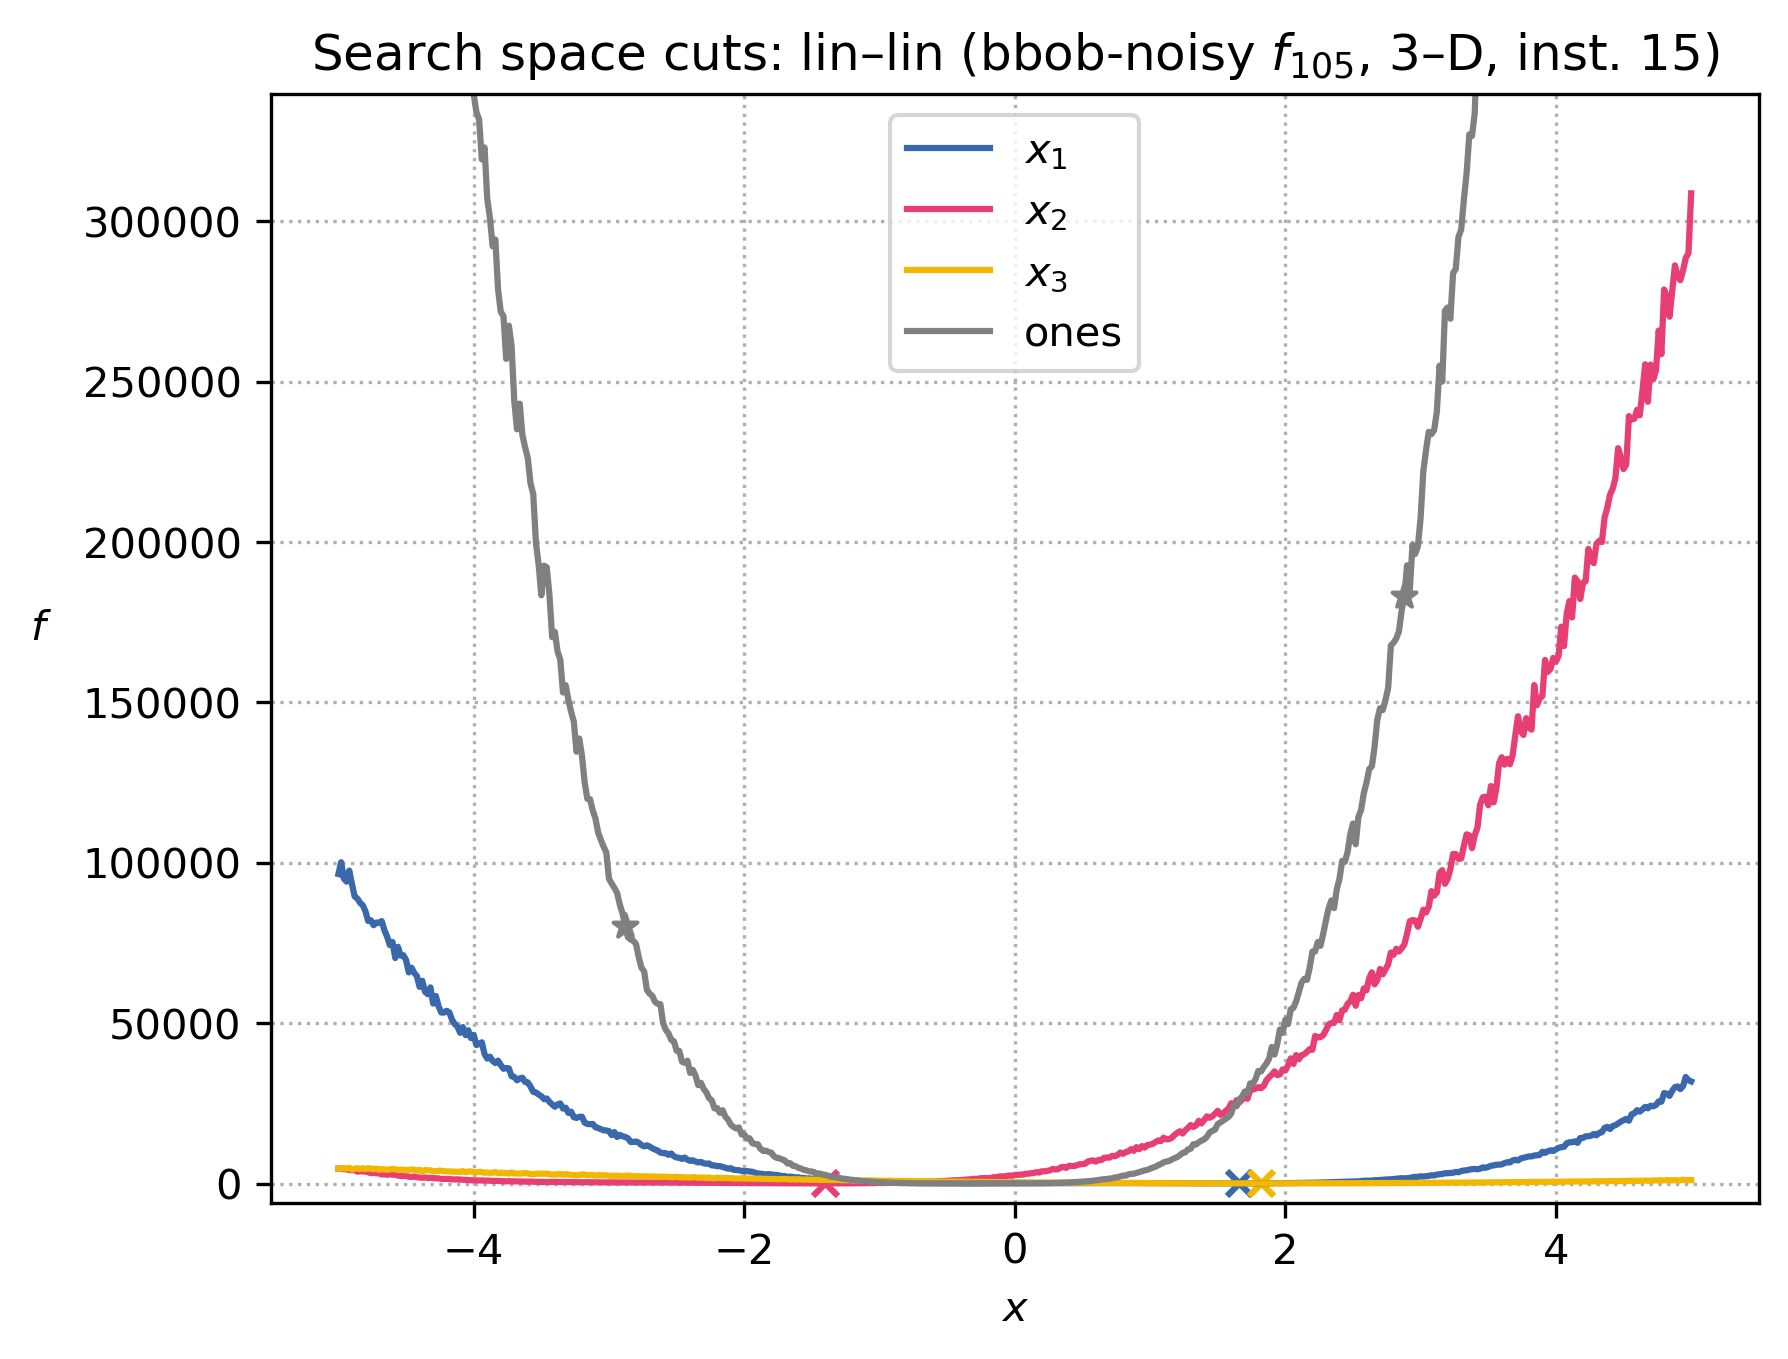 Search space cuts: lin–lin (bbob-noisy f₁₀₅, 3–D, inst. 15)
x₁
x₂
x₃
ones
300000
250000
200000
150000
100000
50000
0
f
−4 −2 0 2 4
x